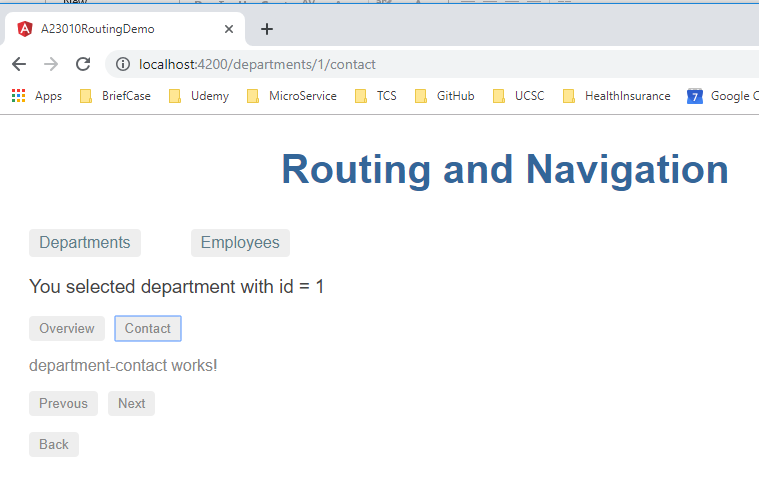 A23010RoutingDemo
localhost:4200/departments/1/contact
Apps BriefCase Udemy MicroService TCS GitHub UCSC HealthInsurance 7 Google
Routing and Navigation
Departments Employees
You selected department with id = 1
Overview Contact
department-contact works!
Prevous Next
Back